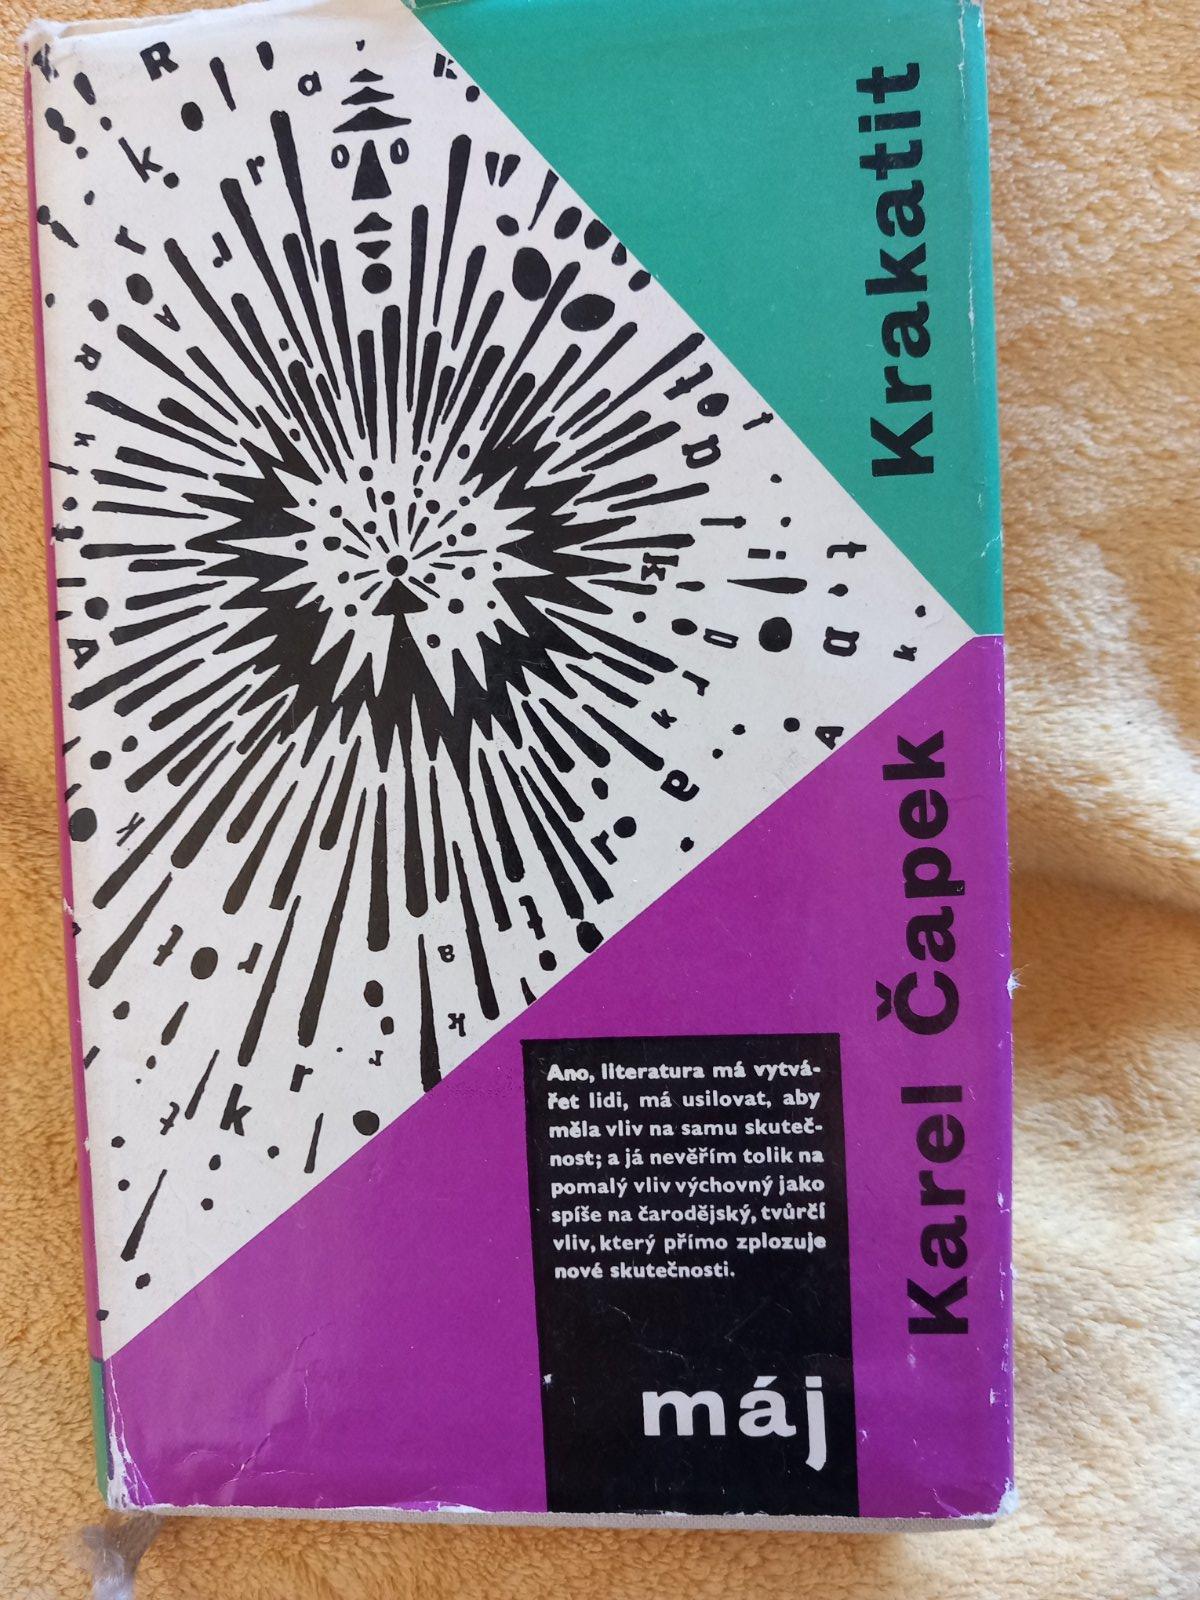 Krakatit
Karel Čapek
Ano, literatura má vytvá-
řet lidi, má usilovat, aby
měla vliv na samu skuteč-
nost; a já nevěřím tolik na
pomalý vliv výchovný jako
spíše na čarodějský, tvůrčí
vliv, který přímo zplozuje
nové skutečnosti.
máj